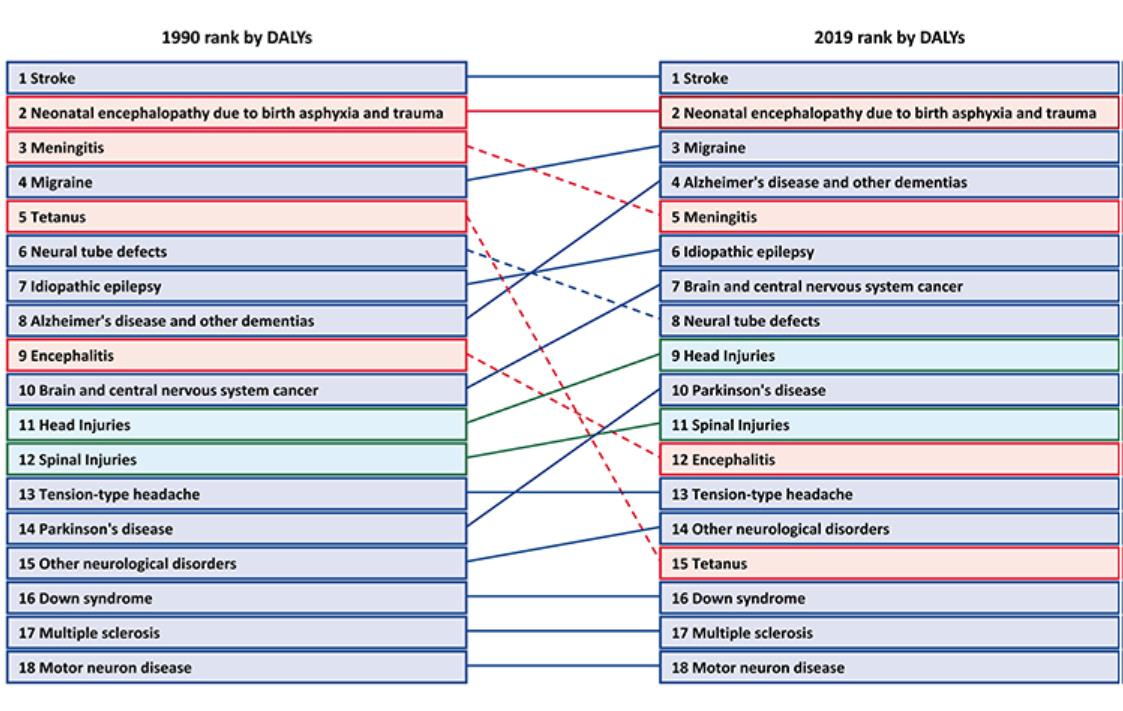 1990 rank by DALYs
1 Stroke
2 Neonatal encephalopathy due to birth asphyxia and trauma
3 Meningitis
4 Migraine
5 Tetanus
6 Neural tube defects
7 Idiopathic epilepsy
8 Alzheimer's disease and other dementias
9 Encephalitis
10 Brain and central nervous system cancer
11 Head Injuries
12 Spinal Injuries
13 Tension-type headache
14 Parkinson's disease
15 Other neurological disorders
16 Down syndrome
17 Multiple sclerosis
18 Motor neuron disease
2019 rank by DALYs
1 Stroke
2 Neonatal encephalopathy due to birth asphyxia and trauma
3 Migraine
4 Alzheimer's disease and other dementias
5 Meningitis
6 Idiopathic epilepsy
7 Brain and central nervous system cancer
8 Neural tube defects
9 Head Injuries
10 Parkinson's disease
11 Spinal Injuries
12 Encephalitis
13 Tension-type headache
14 Other neurological disorders
15 Tetanus
16 Down syndrome
17 Multiple sclerosis
18 Motor neuron disease